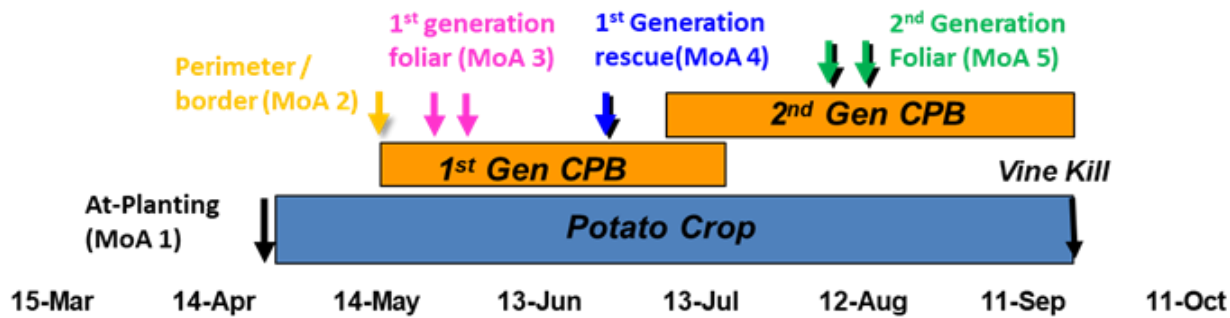 1st generation
foliar (MoA 3)
1st Generation
rescue(MoA 4)
2nd Generation
Foliar (MoA 5)
Perimeter /
border (MoA 2)
2nd Gen CPB
1st Gen CPB
Vine Kill
At-Planting
(MoA 1)
Potato Crop
15-Mar 14-Apr 14-May 13-Jun 13-Jul 12-Aug 11-Sep 11-Oct